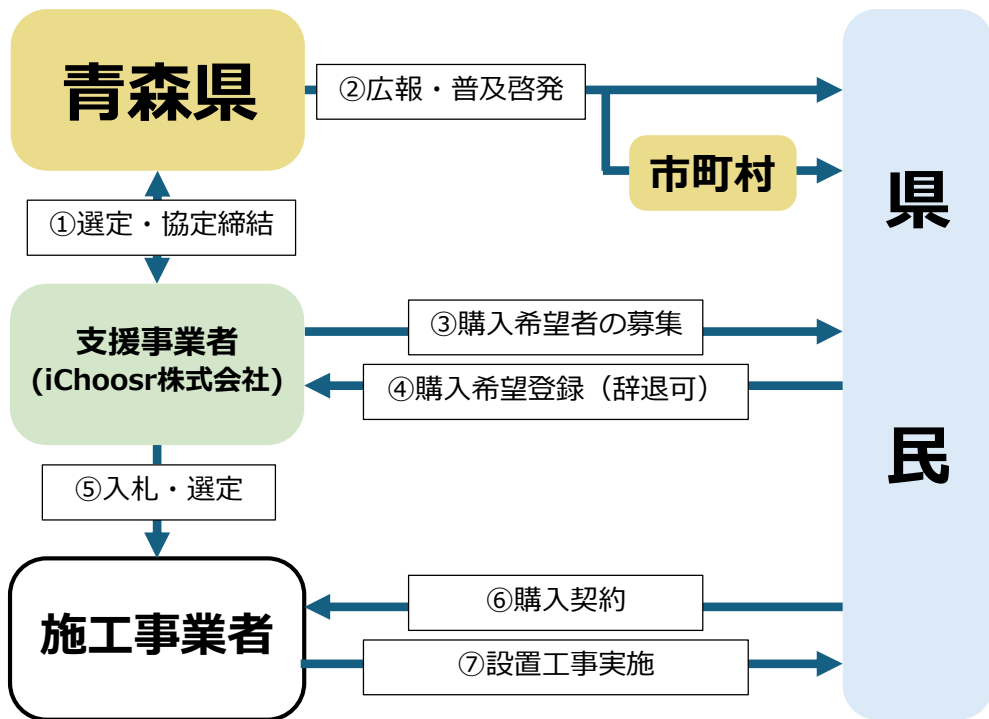 青森県
②広報・普及啓発
市町村
①選定・協定締結
支援事業者
(iChoosr株式会社)
③購入希望者の募集
④購入希望登録（辞退可）
⑤入札・選定
施工事業者
⑥購入契約
⑦設置工事実施
県
民